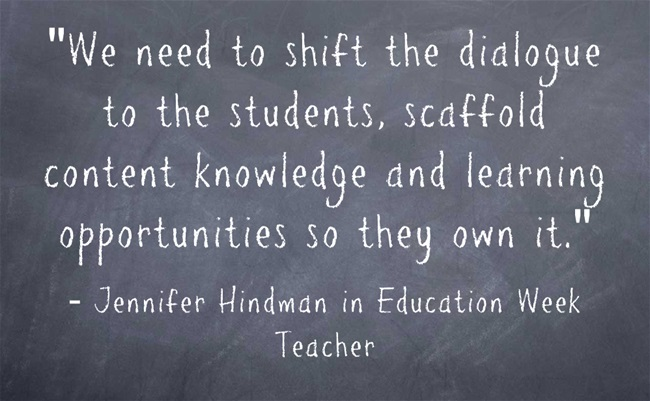 "We need to shift the dialogue
to the students, scaffold
content knowledge and learning
opportunities so they own it."
- Jennifer Hindman in Education Week
Teacher